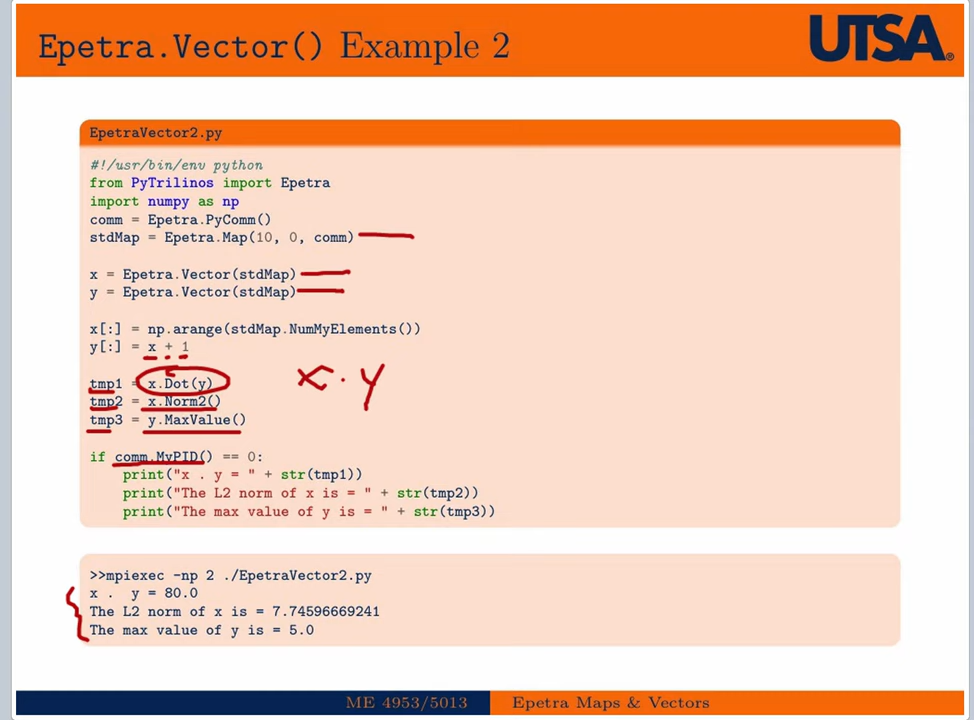 Epetra.Vector() Example 2
UTSA®
EpetraVector2.py
#!/usr/bin/env python
from PyTrilinos import Epetra
import numpy as np
comm = Epetra.PyComm()
stdMap = Epetra.Map(10, 0, comm)
x = Epetra.Vector(stdMap)
y = Epetra.Vector(stdMap)
x[:] = np.arange(stdMap.NumMyElements())
y[:] = x + 1
tmp1 = x.Dot(y)
x . y
tmp2 = x.Norm2()
tmp3 = y.MaxValue()
if comm.MyPID() == 0:
    print("x . y = " + str(tmp1))
    print("The L2 norm of x is = " + str(tmp2))
    print("The max value of y is = " + str(tmp3))
>>mpiexec -np 2 ./EpetraVector2.py
x .  y = 80.0
The L2 norm of x is = 7.74596669241
The max value of y is = 5.0
ME 4953/5013
Epetra Maps & Vectors